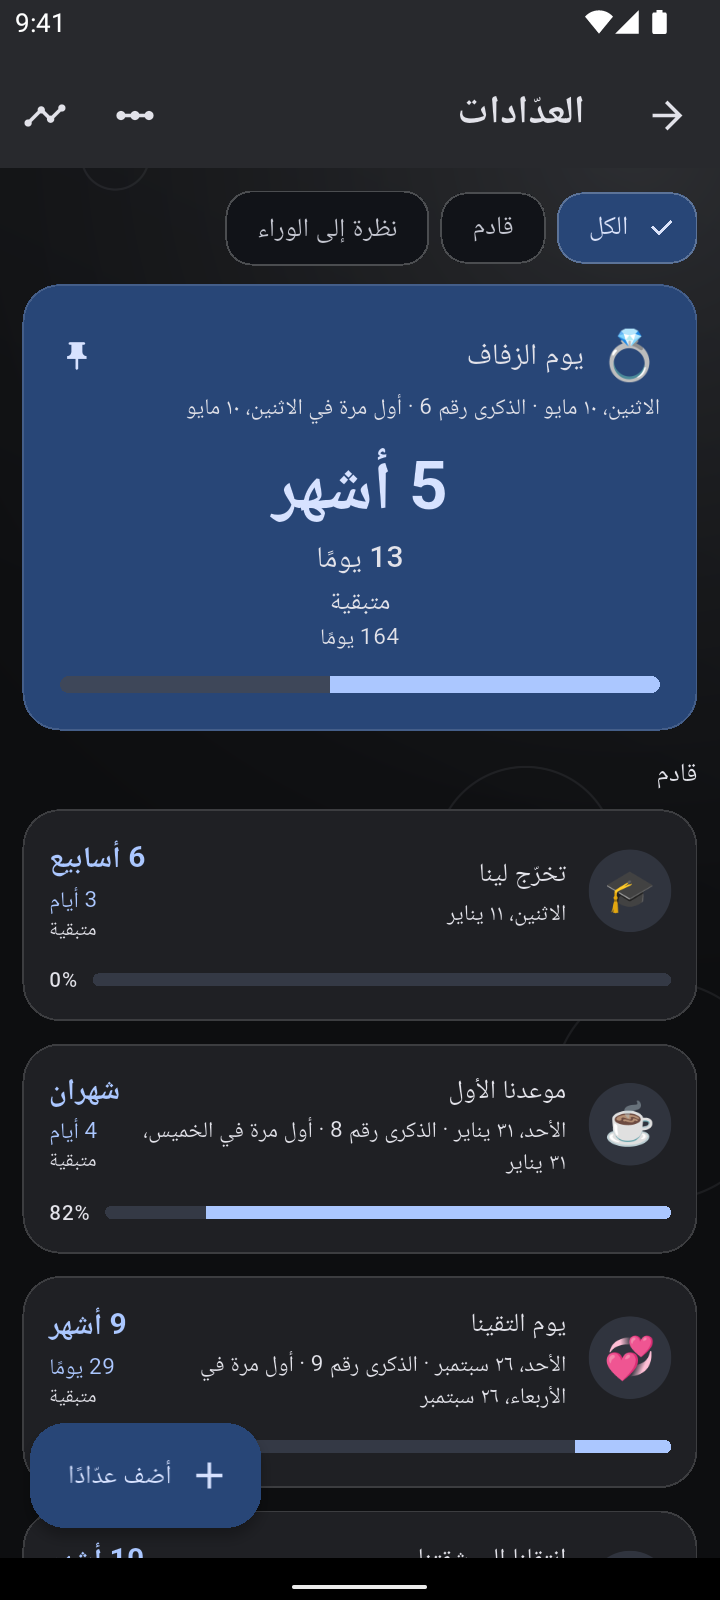 9:41
العدّادات
الكل
قادم
نظرة إلى الوراء
يوم الزفاف
الاثنين، ١٠ مايو · الذكرى رقم 6 · أول مرة في الاثنين، ١٠ مايو
5 أشهر
13 يومًا
متبقية
164 يومًا
قادم
تخرّج لينا
الاثنين، ١١ يناير
6 أسابيع
3 أيام
متبقية
0%
موعدنا الأول
الأحد، ٣١ يناير · الذكرى رقم 8 · أول مرة في الخميس،
٣١ يناير
شهران
4 أيام
متبقية
82%
يوم التقينا
الأحد، ٢٦ سبتمبر · الذكرى رقم 9 · أول مرة في
الأربعاء، ٢٦ سبتمبر
9 أشهر
29 يومًا
متبقية
أضف عدّادًا